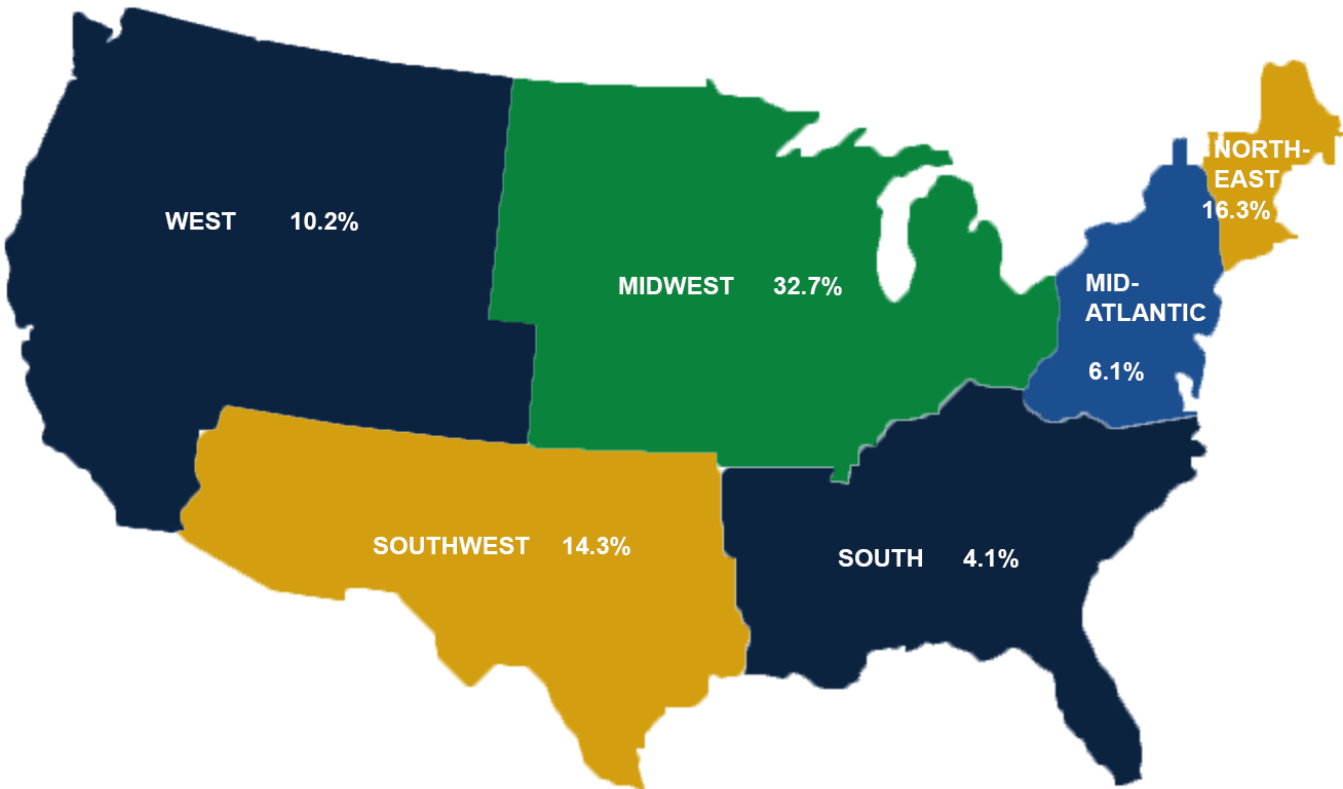 NORTH-
EAST
16.3%
WEST 10.2%
MIDWEST 32.7%
MID-
ATLANTIC
6.1%
SOUTHWEST 14.3%
SOUTH 4.1%